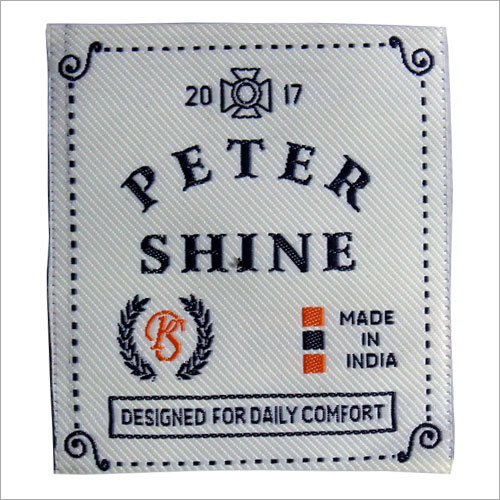 20 17
PETER
SHINE
PS
MADE
IN
INDIA
DESIGNED FOR DAILY COMFORT